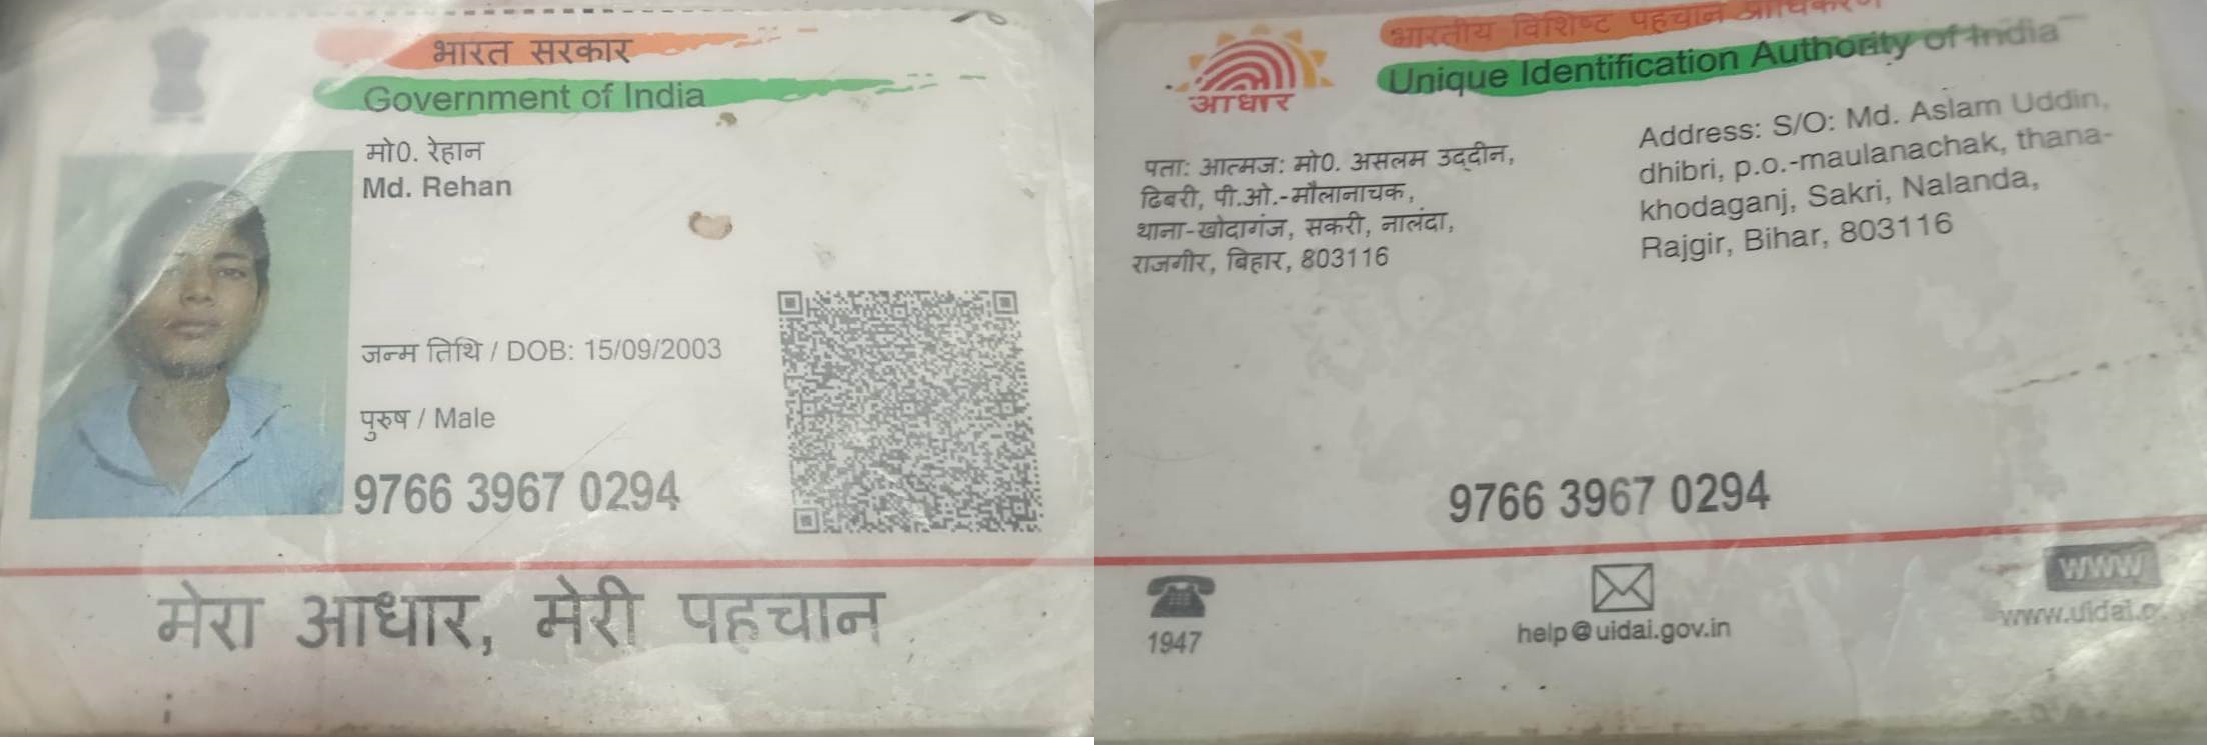 भारत सरकार
Government of India
मो0. रेहान
Md. Rehan
जन्म तिथि / DOB: 15/09/2003
पुरुष / Male
9766 3967 0294
मेरा आधार, मेरी पहचान
भारतीय विशिष्ट पहचान प्राधिकरण
Unique Identification Authority of India
आधार
पता: आत्मज: मो0. असलम उद्दीन,
ढिबरी, पी.ओ.-मौलानाचक,
थाना-खोदागंज, सकरी, नालंदा,
राजगीर, बिहार, 803116
Address: S/O: Md. Aslam Uddin,
dhibri, p.o.-maulanachak, thana-
khodaganj, Sakri, Nalanda,
Rajgir, Bihar, 803116
9766 3967 0294
1947
help@uidai.gov.in
www